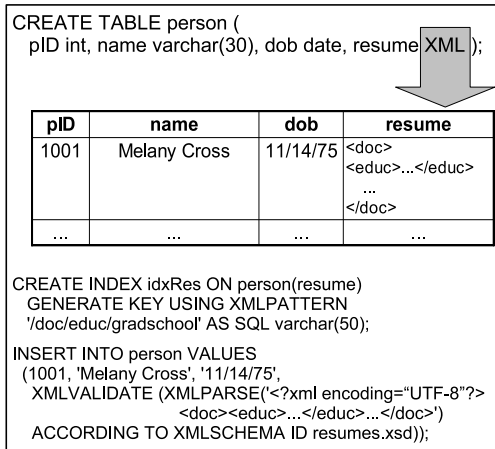 CREATE TABLE person (
pID int, name varchar(30), dob date, resume XML );
pID name dob resume
1001 Melany Cross 11/14/75 <doc>
<educ>...</educ>
...
</doc>
... ... ... ...
CREATE INDEX idxRes ON person(resume)
GENERATE KEY USING XMLPATTERN
'/doc/educ/gradschool' AS SQL varchar(50);
INSERT INTO person VALUES
(1001, 'Melany Cross', '11/14/75',
XMLVALIDATE (XMLPARSE('<?xml encoding=“UTF-8”?>
<doc><educ>...</educ>...</doc>')
ACCORDING TO XMLSCHEMA ID resumes.xsd));